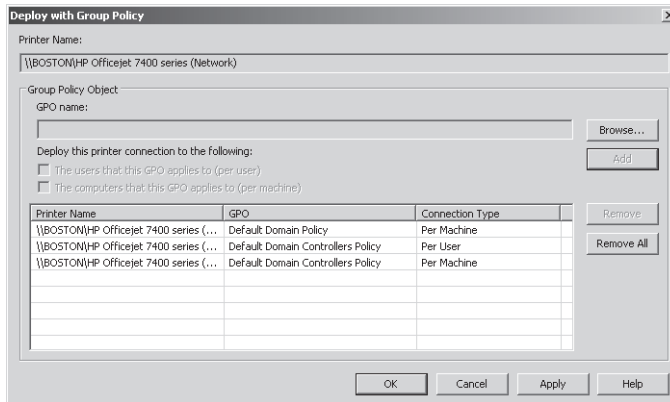 Deploy with Group Policy
Printer Name:
\\BOSTON\HP Officejet 7400 series (Network)
Group Policy Object
GPO name:
Browse...
Deploy this printer connection to the following:
Add
The users that this GPO applies to (per user)
The computers that this GPO applies to (per machine)
Printer Name GPO Connection Type
Remove
\\BOSTON\HP Officejet 7400 series (... Default Domain Policy Per Machine
\\BOSTON\HP Officejet 7400 series (... Default Domain Controllers Policy Per User
Remove All
\\BOSTON\HP Officejet 7400 series (... Default Domain Controllers Policy Per Machine
OK Cancel Apply Help